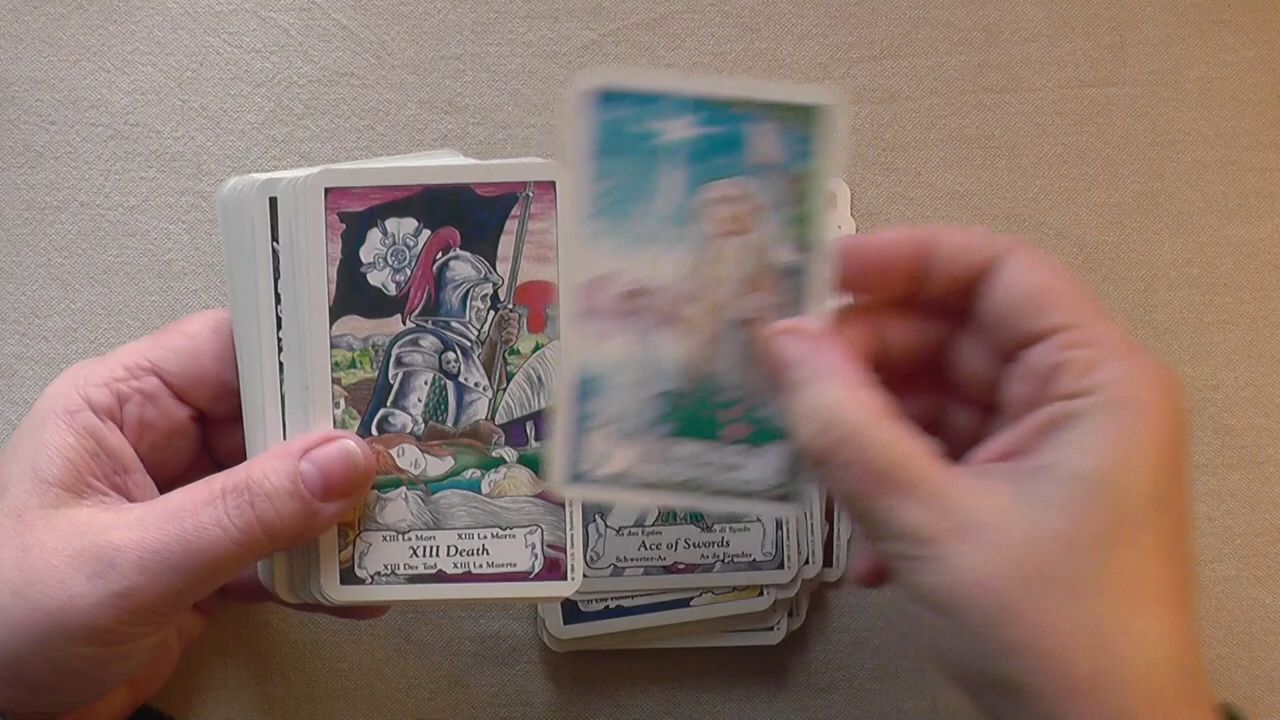 XIII La Mort XIII La Morte
XIII Death
XIII Der Tod XIII La Muerte
As des Epées Asso di Spade
Ace of Swords
Schwerter-As As de Espadas